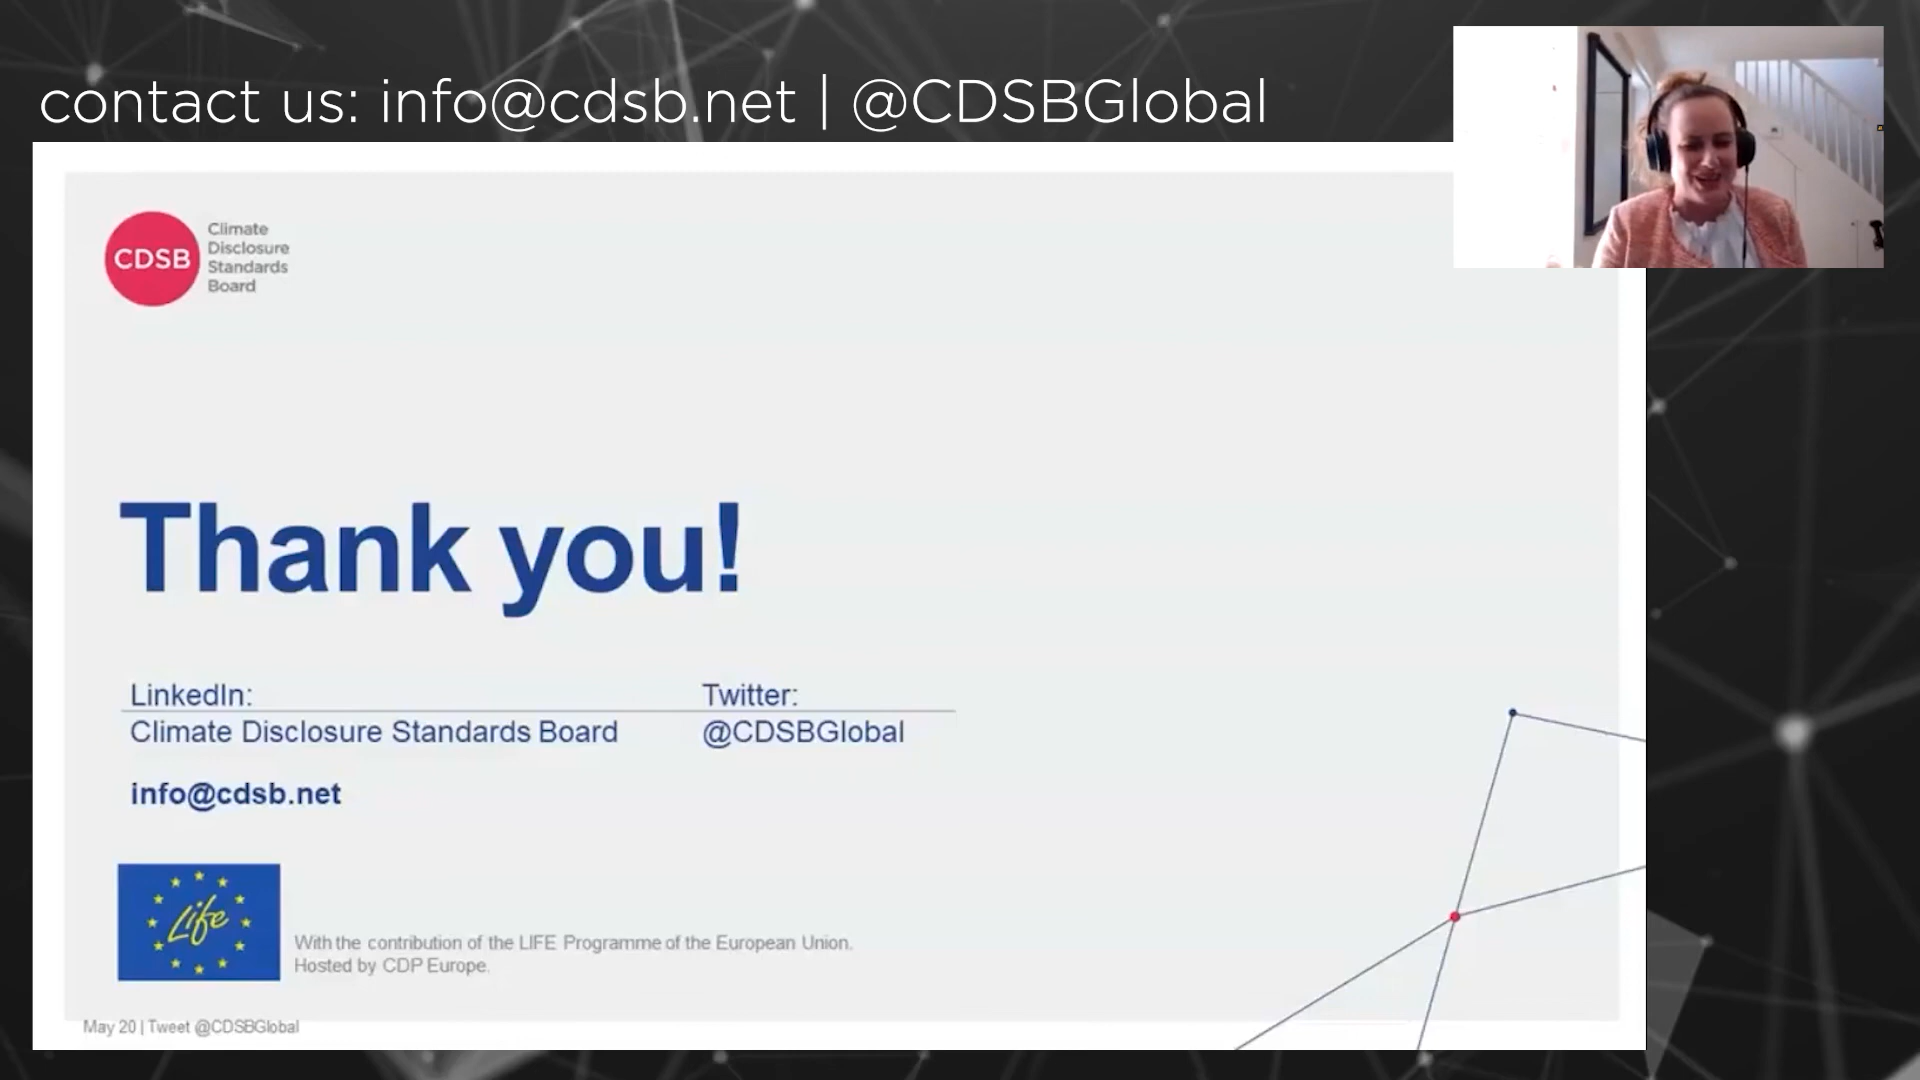 contact us: info@cdsb.net | @CDSBGlobal
CDSB
Climate
Disclosure
Standards
Board
Thank you!
LinkedIn:
Twitter:
Climate Disclosure Standards Board
@CDSBGlobal
info@cdsb.net
Life
With the contribution of the LIFE Programme of the European Union.
Hosted by CDP Europe.
May 20 | Tweet @CDSBGlobal